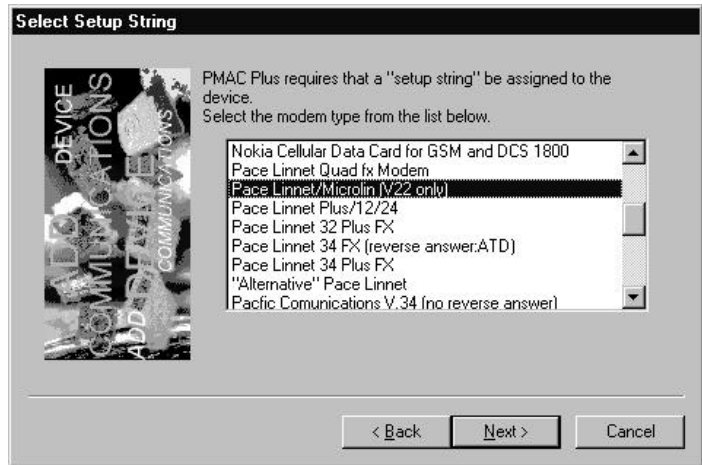 Select Setup String
DEVICE
COMMUNICATIONS
ADD DEVICE
COMMUNICATIONS
ADD
PMAC Plus requires that a "setup string" be assigned to the
device.
Select the modem type from the list below.
Nokia Cellular Data Card for GSM and DCS 1800
Pace Linnet Quad fx Modem
Pace Linnet/Microlin (V22 only)
Pace Linnet Plus/12/24
Pace Linnet 32 Plus FX
Pace Linnet 34 FX (reverse answer:ATD)
Pace Linnet 34 Plus FX
"Alternative" Pace Linnet
Pacfic Comunications V.34 (no reverse answer)
< Back
Next >
Cancel